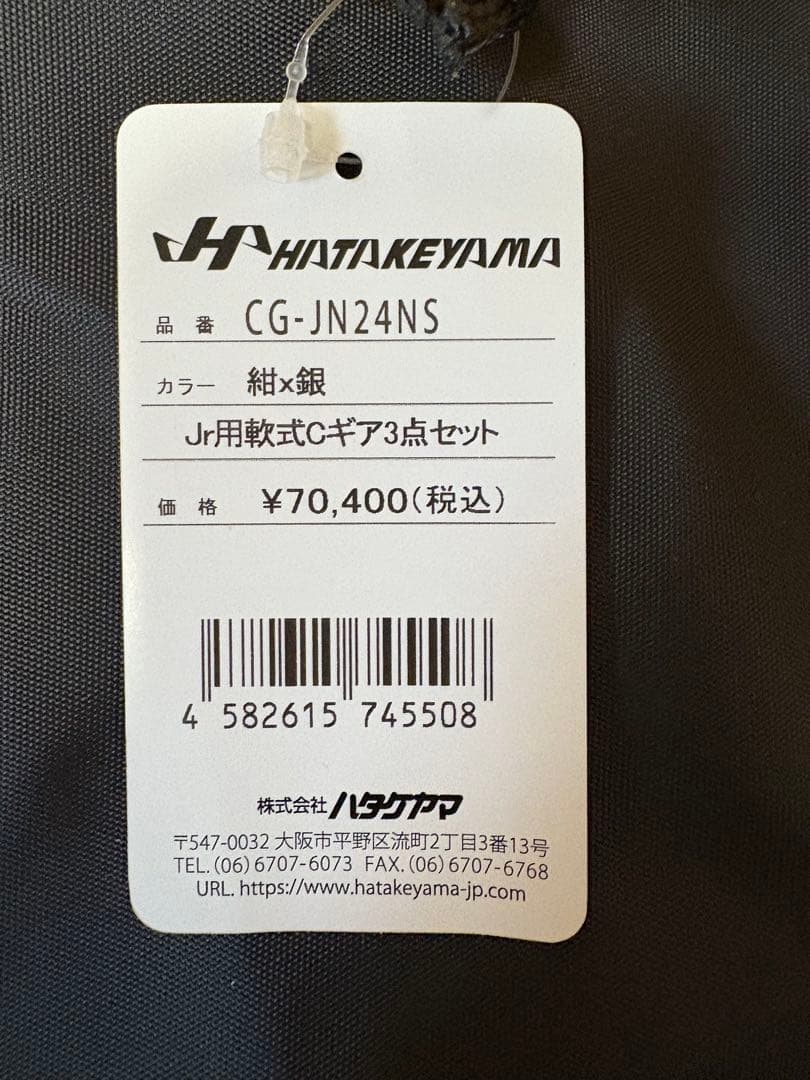 HATAKEYAMA
品 番 CG-JN24NS
カラー 紺x銀
Jr用軟式Cギア3点セット
価 格 ¥70,400(税込)
4 582615 745508
株式会社ハタケヤマ
〒547-0032 大阪市平野区流町2丁目3番13号
TEL.(06)6707-6073 FAX.(06)6707-6768
URL. https://www.hatakeyama-jp.com